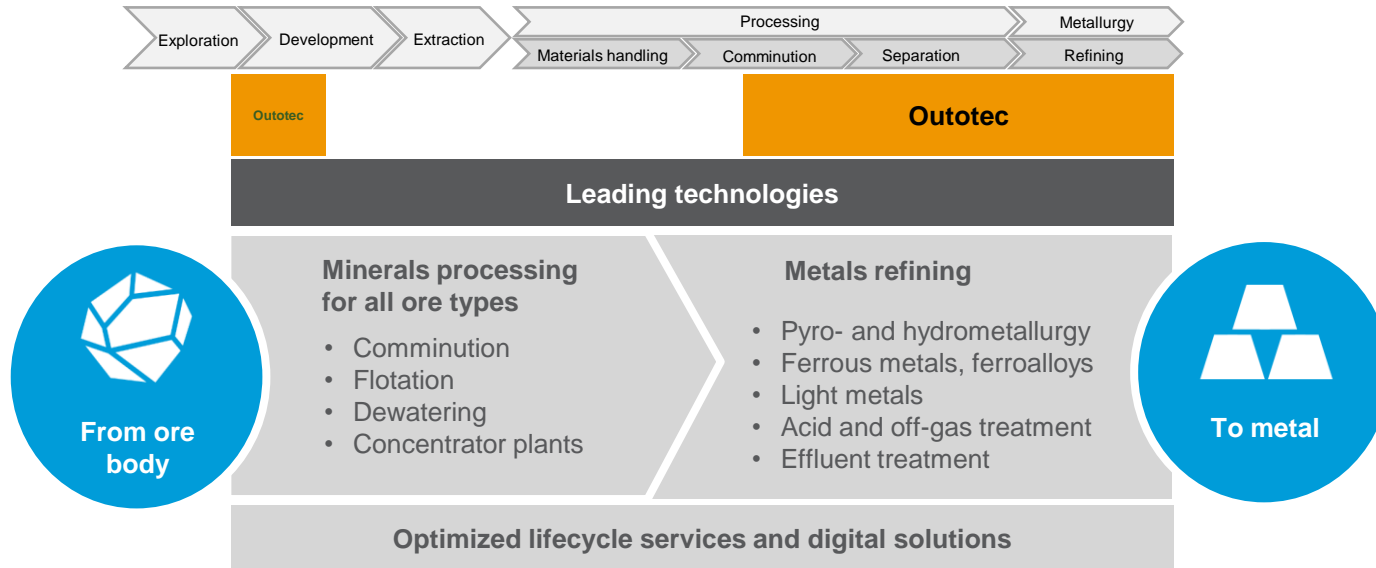 Processing
Metallurgy
Exploration
Development
Extraction
Materials handling
Comminution
Separation
Refining
Outotec
Outotec
Leading technologies
Minerals processing
for all ore types
• Comminution
• Flotation
• Dewatering
• Concentrator plants
Metals refining
• Pyro- and hydrometallurgy
• Ferrous metals, ferroalloys
• Light metals
• Acid and off-gas treatment
• Effluent treatment
From ore
body
To metal
Optimized lifecycle services and digital solutions